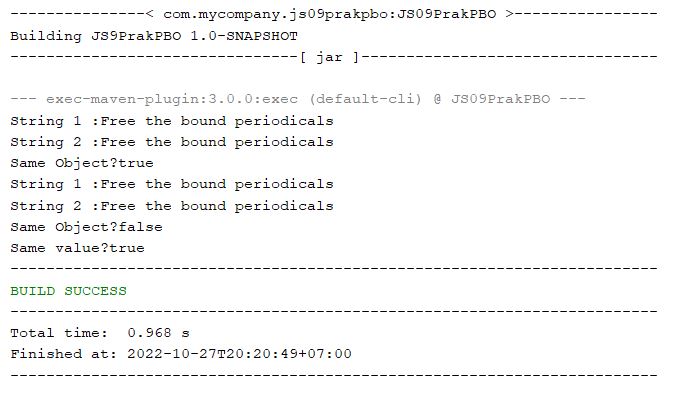 ---------------< com.mycompany.js09prakpbo:JS09PrakPBO >----------------
Building JS9PrakPBO 1.0-SNAPSHOT
--------------------------------[ jar ]---------------------------------
--- exec-maven-plugin:3.0.0:exec (default-cli) @ JS09PrakPBO ---
String 1 :Free the bound periodicals
String 2 :Free the bound periodicals
Same Object?true
String 1 :Free the bound periodicals
String 2 :Free the bound periodicals
Same Object?false
Same value?true
------------------------------------------------------------------------
BUILD SUCCESS
------------------------------------------------------------------------
Total time:  0.968 s
Finished at: 2022-10-27T20:20:49+07:00
------------------------------------------------------------------------